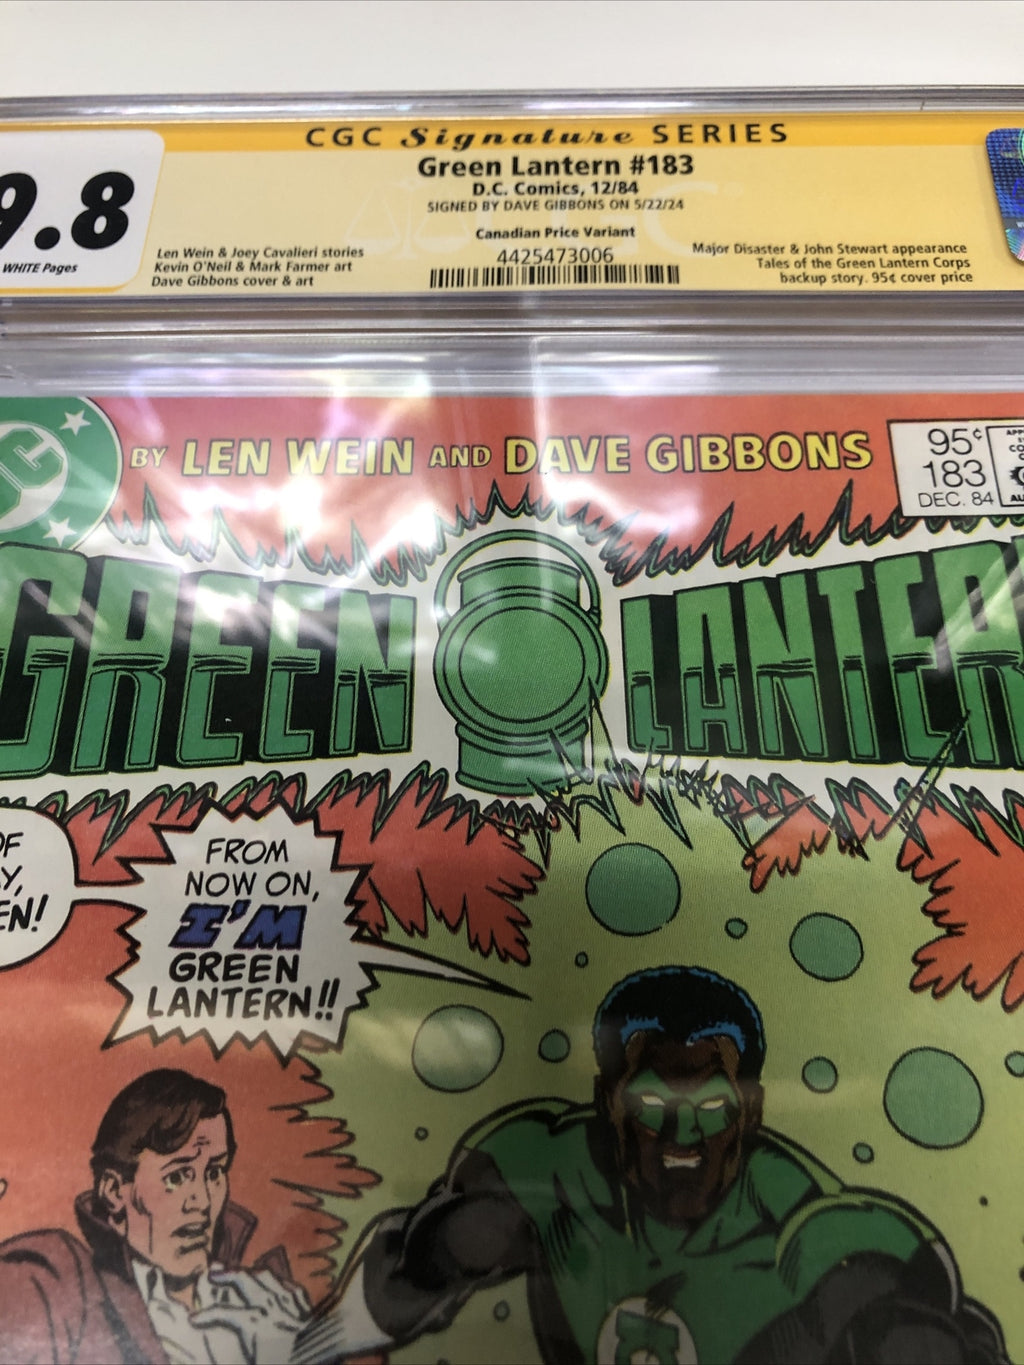 CGC Signature SERIES
Green Lantern #183
D.C. Comics, 12/84
SIGNED BY DAVE GIBBONS ON 5/22/24
Canadian Price Variant
4425473006
9.8
WHITE Pages
Len Wein & Joey Cavalieri stories
Kevin O'Neil & Mark Farmer art
Dave Gibbons cover & art
Major Disaster & John Stewart appearance
Tales of the Green Lantern Corps
backup story. 95¢ cover price
DC
BY LEN WEIN AND DAVE GIBBONS
95¢
183
DEC. 84
GREEN LANTER
FROM
NOW ON,
I'M
GREEN
LANTERN!!